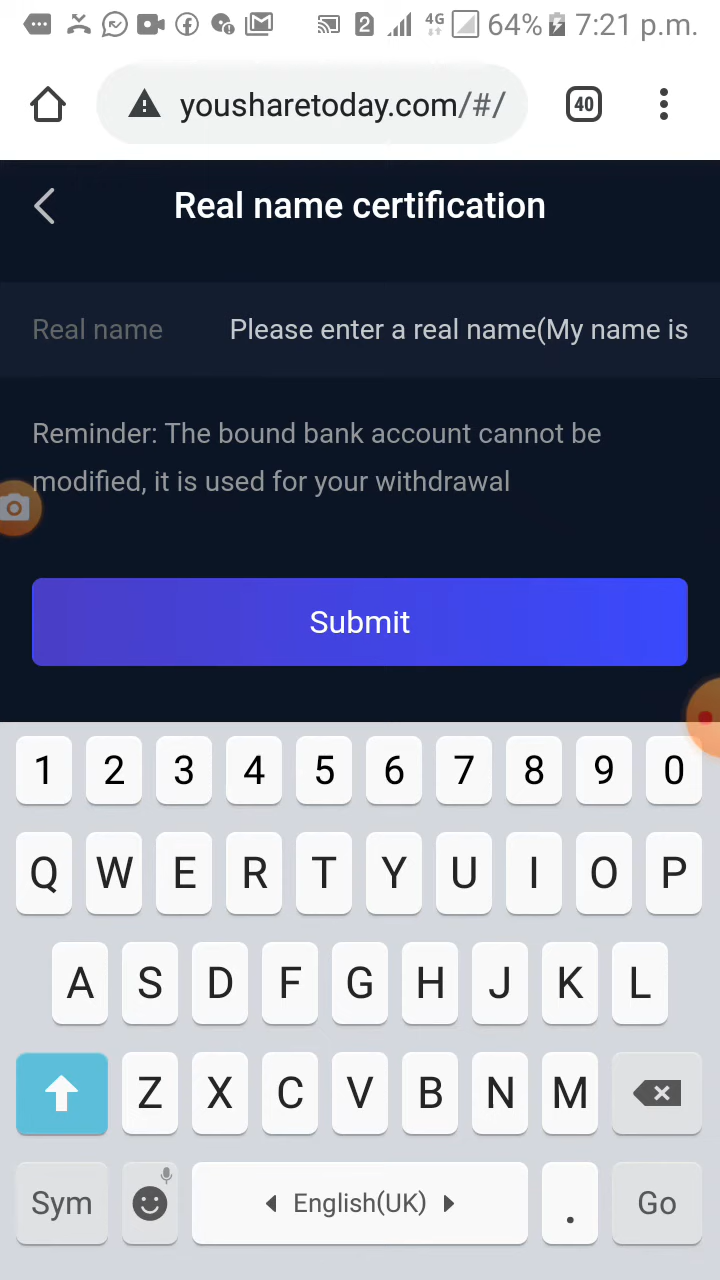 2 4G 64% 7:21 p.m.
yousharetoday.com/#/ 40
Real name certification
Real name Please enter a real name(My name is
Reminder: The bound bank account cannot be
modified, it is used for your withdrawal
Submit
1 2 3 4 5 6 7 8 9 0
Q W E R T Y U I O P
A S D F G H J K L
Z X C V B N M
Sym English(UK) . Go